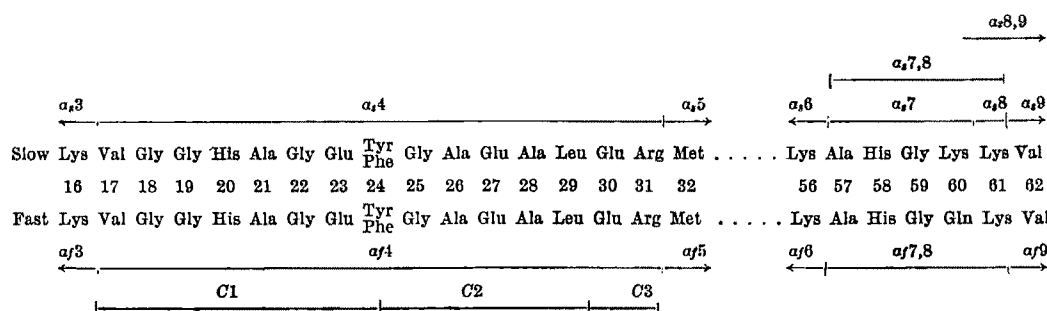 αs8,9
αs7,8
αs3 αs4 αs5 αs6 αs7 αs8 αs9
Slow Lys Val Gly Gly His Ala Gly Glu Tyr Gly Ala Glu Ala Leu Glu Arg Met ..... Lys Ala His Gly Lys Lys Val
Phe
16 17 18 19 20 21 22 23 24 25 26 27 28 29 30 31 32 56 57 58 59 60 61 62
Fast Lys Val Gly Gly His Ala Gly Glu Tyr Gly Ala Glu Ala Leu Glu Arg Met ..... Lys Ala His Gly Gln Lys Val
Phe
αf3 αf4 αf5 αf6 αf7,8 αf9
C1 C2 C3